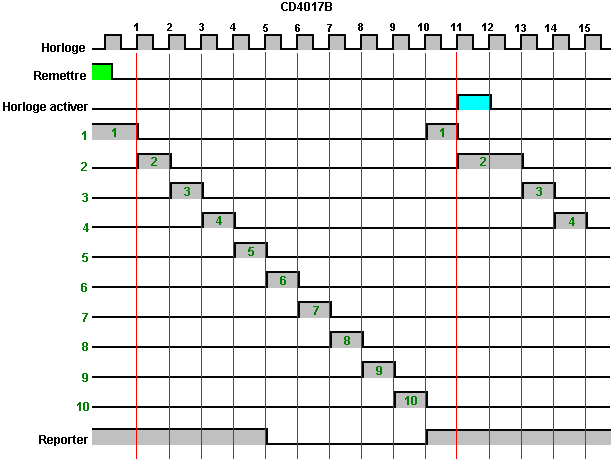 CD4017B
1 2 3 4 5 6 7 8 9 10 11 12 13 14 15
Horloge
Remettre
Horloge activer
1 1 1
2 2 2
3 3 3
4 4 4
5 5
6 6
7 7
8 8
9 9
10 10
Reporter